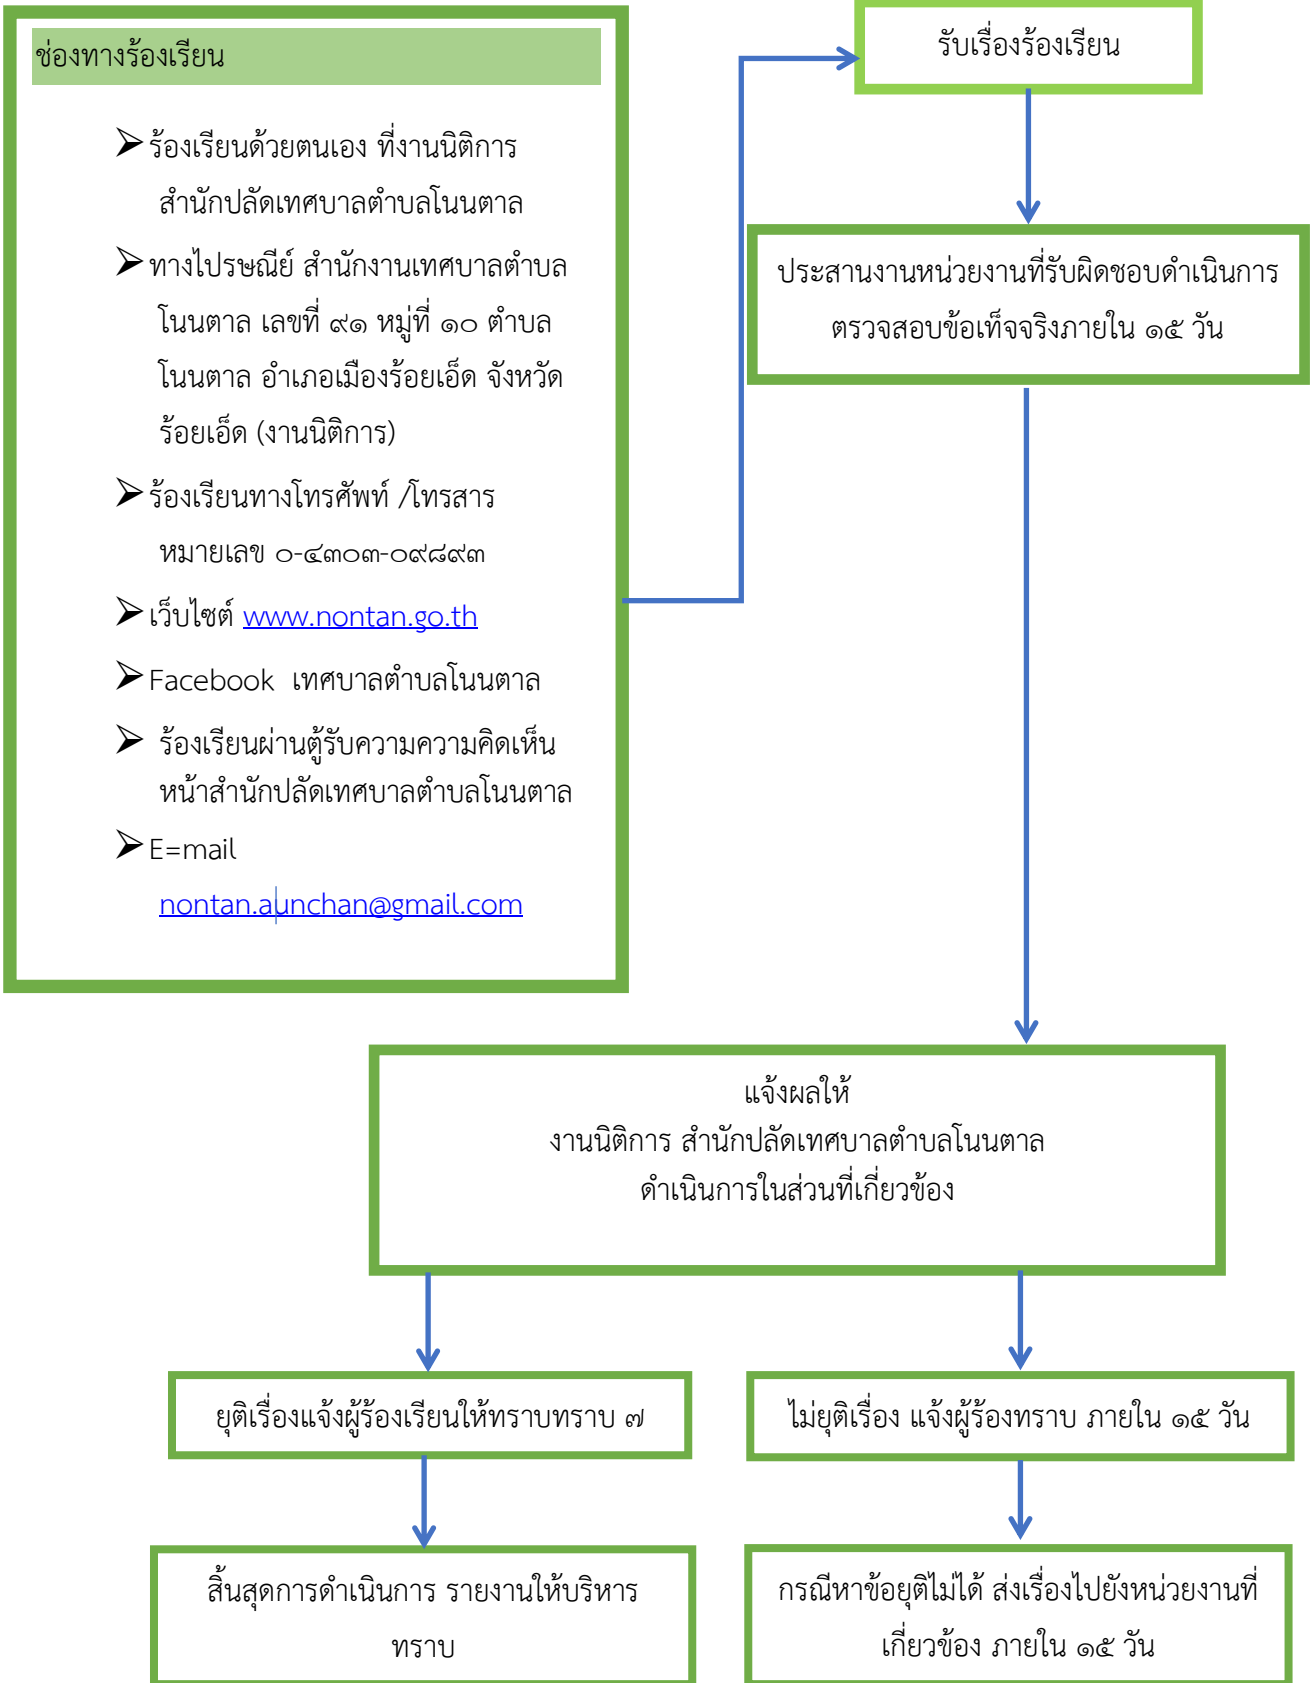 ช่องทางร้องเรียน
ร้องเรียนด้วยตนเอง ที่งานนิติการ
สำนักปลัดเทศบาลตำบลโนนตาล
ทางไปรษณีย์ สำนักงานเทศบาลตำบล
โนนตาล เลขที่ ๙๑ หมู่ที่ ๑๐ ตำบล
โนนตาล อำเภอเมืองร้อยเอ็ด จังหวัด
ร้อยเอ็ด (งานนิติการ)
ร้องเรียนทางโทรศัพท์ /โทรสาร
หมายเลข ๐-๔๓๐๓-๐๙๘๙๓
เว็บไซต์ www.nontan.go.th
Facebook เทศบาลตำบลโนนตาล
ร้องเรียนผ่านตู้รับความความคิดเห็น
หน้าสำนักปลัดเทศบาลตำบลโนนตาล
E=mail
nontan.aunchan@gmail.com
รับเรื่องร้องเรียน
ประสานงานหน่วยงานที่รับผิดชอบดำเนินการ
ตรวจสอบข้อเท็จจริงภายใน ๑๕ วัน
แจ้งผลให้
งานนิติการ สำนักปลัดเทศบาลตำบลโนนตาล
ดำเนินการในส่วนที่เกี่ยวข้อง
ยุติเรื่องแจ้งผู้ร้องเรียนให้ทราบทราบ ๗
ไม่ยุติเรื่อง แจ้งผู้ร้องทราบ ภายใน ๑๕ วัน
สิ้นสุดการดำเนินการ รายงานให้บริหาร
ทราบ
กรณีหาข้อยุติไม่ได้ ส่งเรื่องไปยังหน่วยงานที่
เกี่ยวข้อง ภายใน ๑๕ วัน